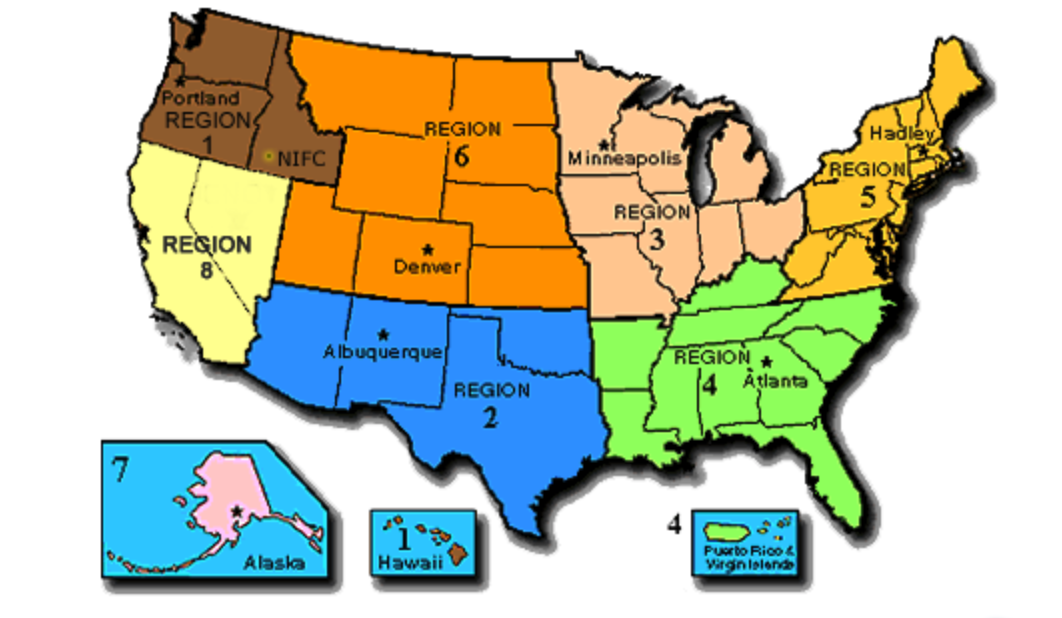 Portland
REGION
1
NIFC
REGION
6
Minneapolis
Hadley
REGION
5
REGION
3
REGION
8
Denver
Albuquerque
REGION
2
REGION
4
Atlanta
7
Alaska
1
Hawaii
4
Puerto Rico &
Virgin Islands